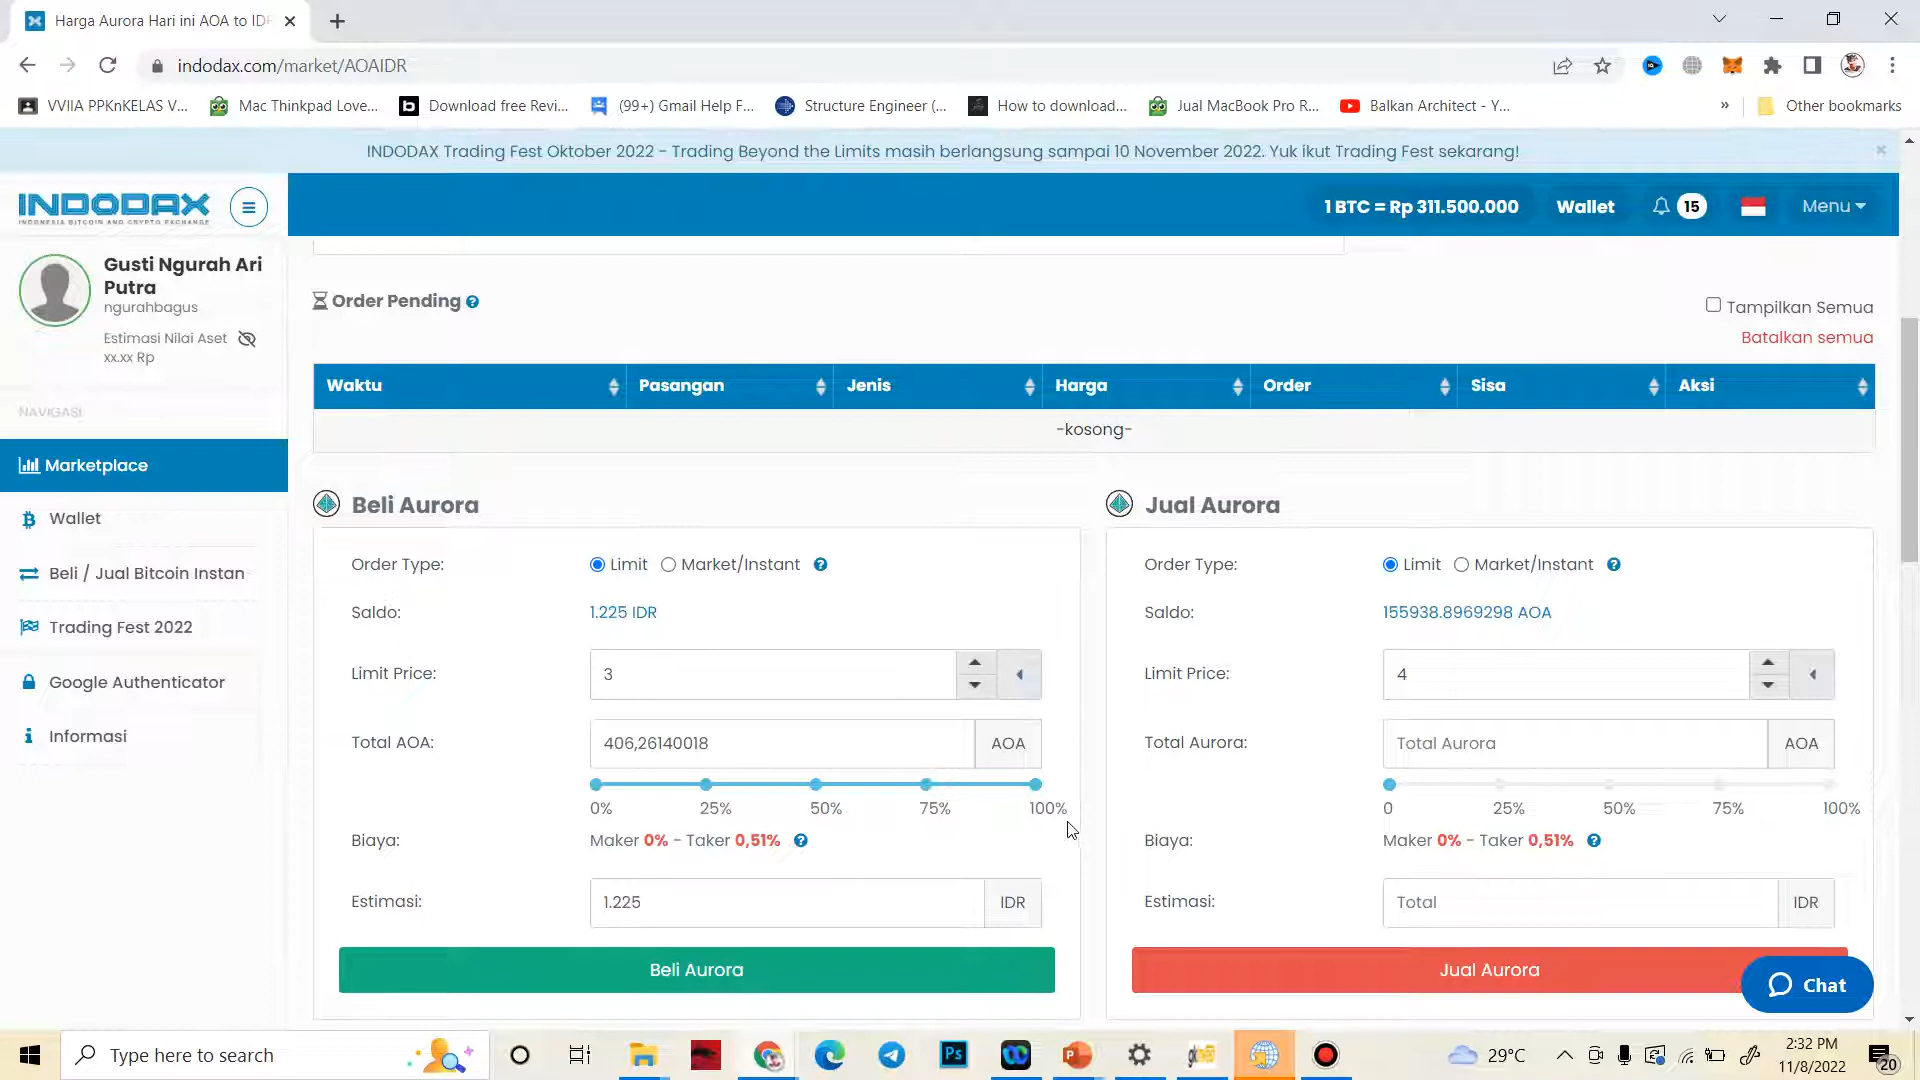 Harga Aurora Hari ini AOA to IDR
indodax.com/market/AOAIDR
VVIIA PPKnKELAS V... Mac Thinkpad Love... Download free Revi... (99+) Gmail Help F... Structure Engineer (... How to download... Jual MacBook Pro R... Balkan Architect - Y... » Other bookmarks
INDODAX Trading Fest Oktober 2022 - Trading Beyond the Limits masih berlangsung sampai 10 November 2022. Yuk ikut Trading Fest sekarang!
INDODAX
INDONESIA BITCOIN AND CRYPTO EXCHANGE
1 BTC = Rp 311.500.000 Wallet 15 Menu
Gusti Ngurah Ari
Putra
ngurahbagus
Estimasi Nilai Aset
xx.xx Rp
NAVIGASI
Marketplace
Wallet
Beli / Jual Bitcoin Instan
Trading Fest 2022
Google Authenticator
Informasi
Order Pending
Tampilkan Semua
Batalkan semua
Waktu Pasangan Jenis Harga Order Sisa Aksi
-kosong-
Beli Aurora
Order Type: Limit Market/Instant
Saldo: 1.225 IDR
Limit Price: 3
Total AOA: 406,26140018 AOA
0% 25% 50% 75% 100%
Biaya: Maker 0% - Taker 0,51%
Estimasi: 1.225 IDR
Beli Aurora
Jual Aurora
Order Type: Limit Market/Instant
Saldo: 155938.8969298 AOA
Limit Price: 4
Total Aurora: Total Aurora AOA
0 25% 50% 75% 100%
Biaya: Maker 0% - Taker 0,51%
Estimasi: Total IDR
Jual Aurora
Chat
Type here to search
Ps
29°C
2:32 PM
11/8/2022
20